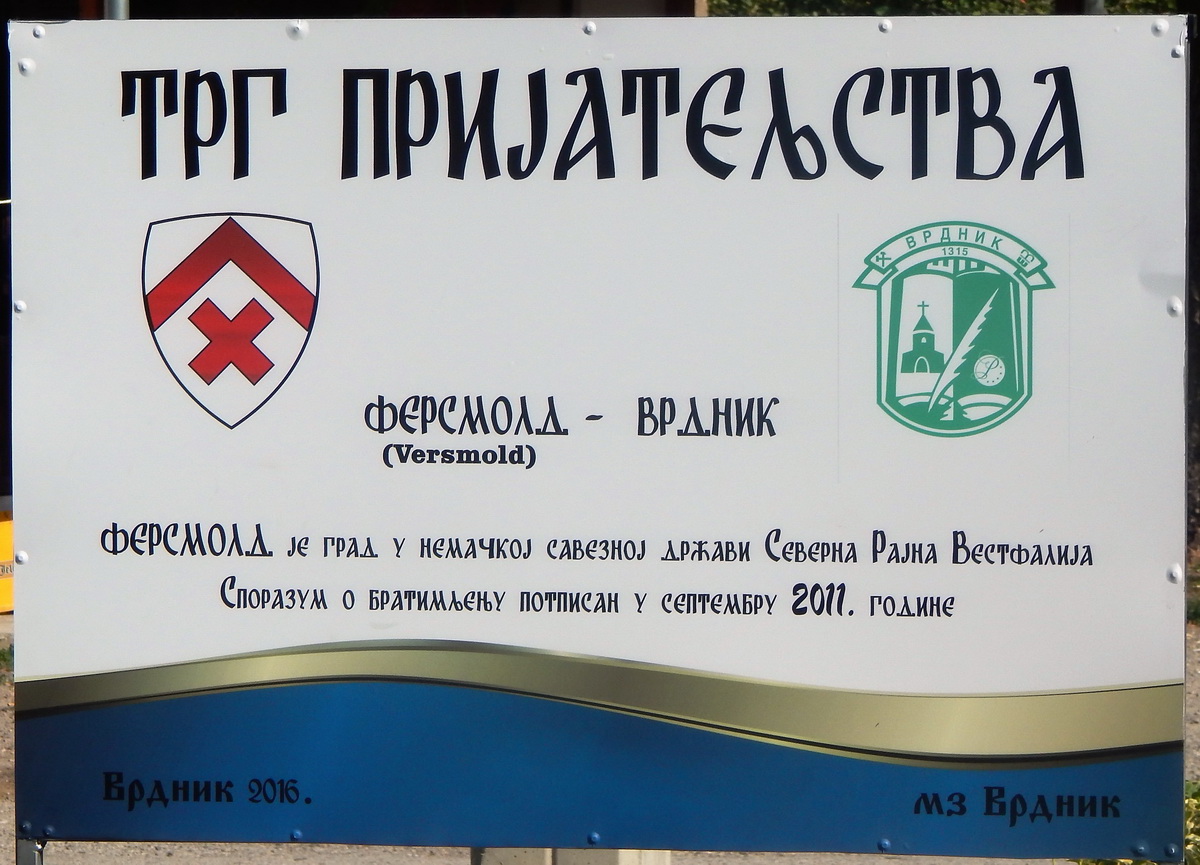 ТРГ ПРИЈАТЕЉСТВА
ВРДНИК
1315
ФЕРСМОЛД - ВРДНИК
(Versmold)
ФЕРСМОЛД ЈЕ ГРАД У НЕМАЧКОЈ САВЕЗНОЈ ДРЖАВИ СЕВЕРНА РАЈНА ВЕСТФАЛИЈА
СПОРАЗУМ О БРАТИМЉЕЊУ ПОТПИСАН У СЕПТЕМБРУ 2011. ГОДИНЕ
Врдник 2016.
мз Врдник